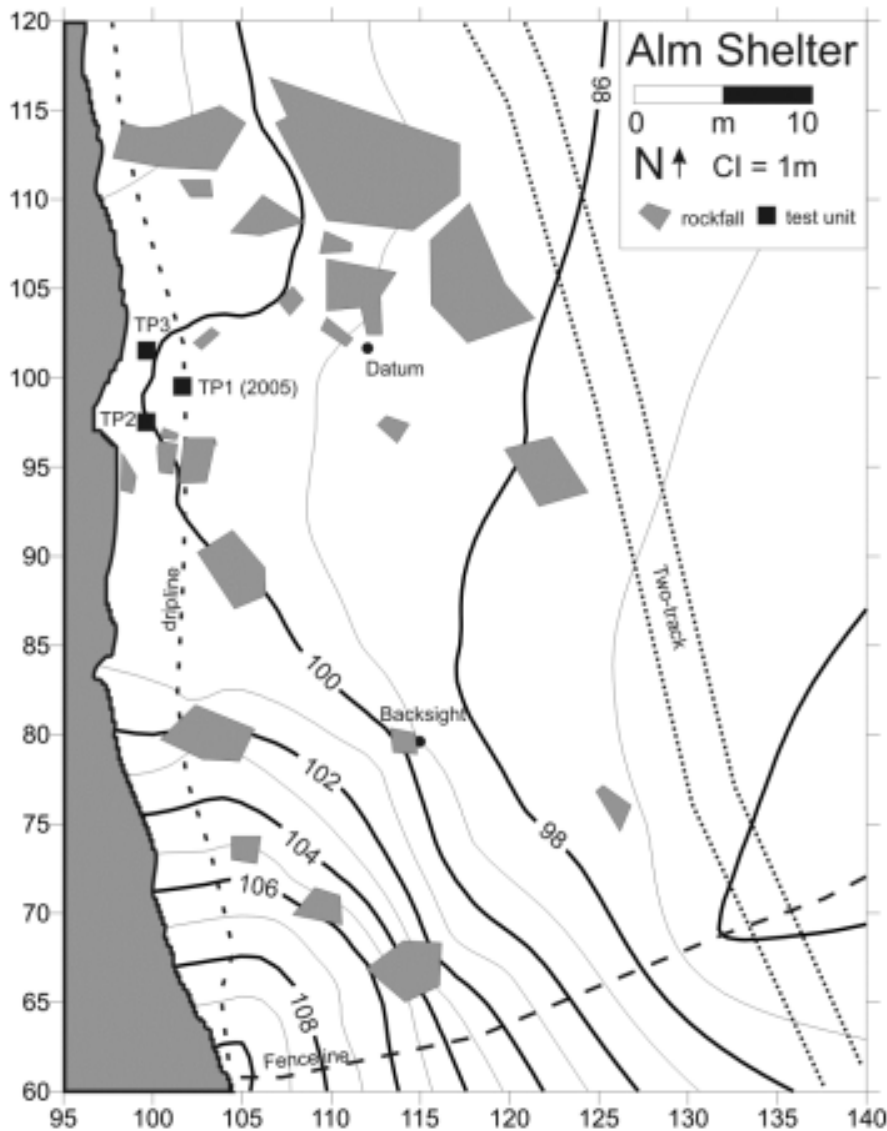 120
Alm Shelter
98
115
0 m 10
N CI = 1m
110
rockfall test unit
105
TP3
Datum
100
TP1 (2005)
TP2
95
90
dripline
Two-track
85
100
Backsight
80
102
98
75
104
106
70
65
108
Fenceline
60
95 100 105 110 115 120 125 130 135 140